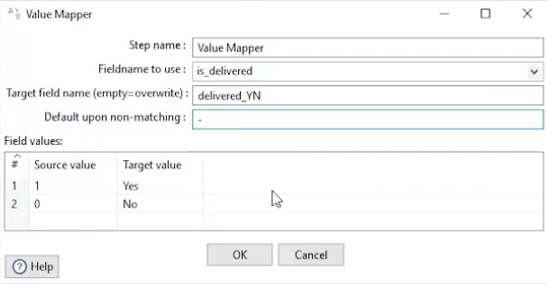 Value Mapper
Step name : Value Mapper
Fieldname to use : is_delivered
Target field name (empty=overwrite) : delivered_YN
Default upon non-matching : -
Field values:
# Source value Target value
1 1 Yes
2 0 No
OK Cancel
Help